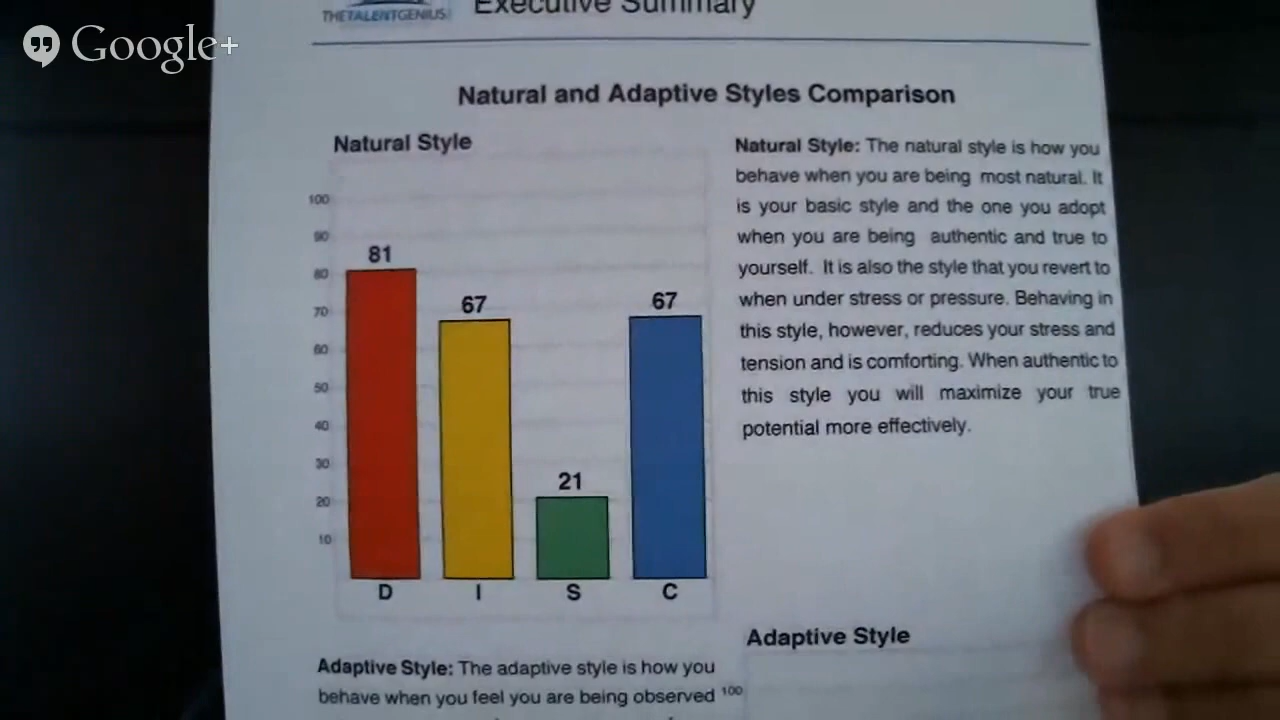 Google+
THETALENTGENIUS
Executive Summary
Natural and Adaptive Styles Comparison
Natural Style
100
90
80
70
60
50
40
30
20
10
81
67
21
67
D
I
S
C
Natural Style: The natural style is how you
behave when you are being most natural. It
is your basic style and the one you adopt
when you are being authentic and true to
yourself. It is also the style that you revert to
when under stress or pressure. Behaving in
this style, however, reduces your stress and
tension and is comforting. When authentic to
this style you will maximize your true
potential more effectively.
Adaptive Style: The adaptive style is how you
behave when you feel you are being observed
Adaptive Style
100